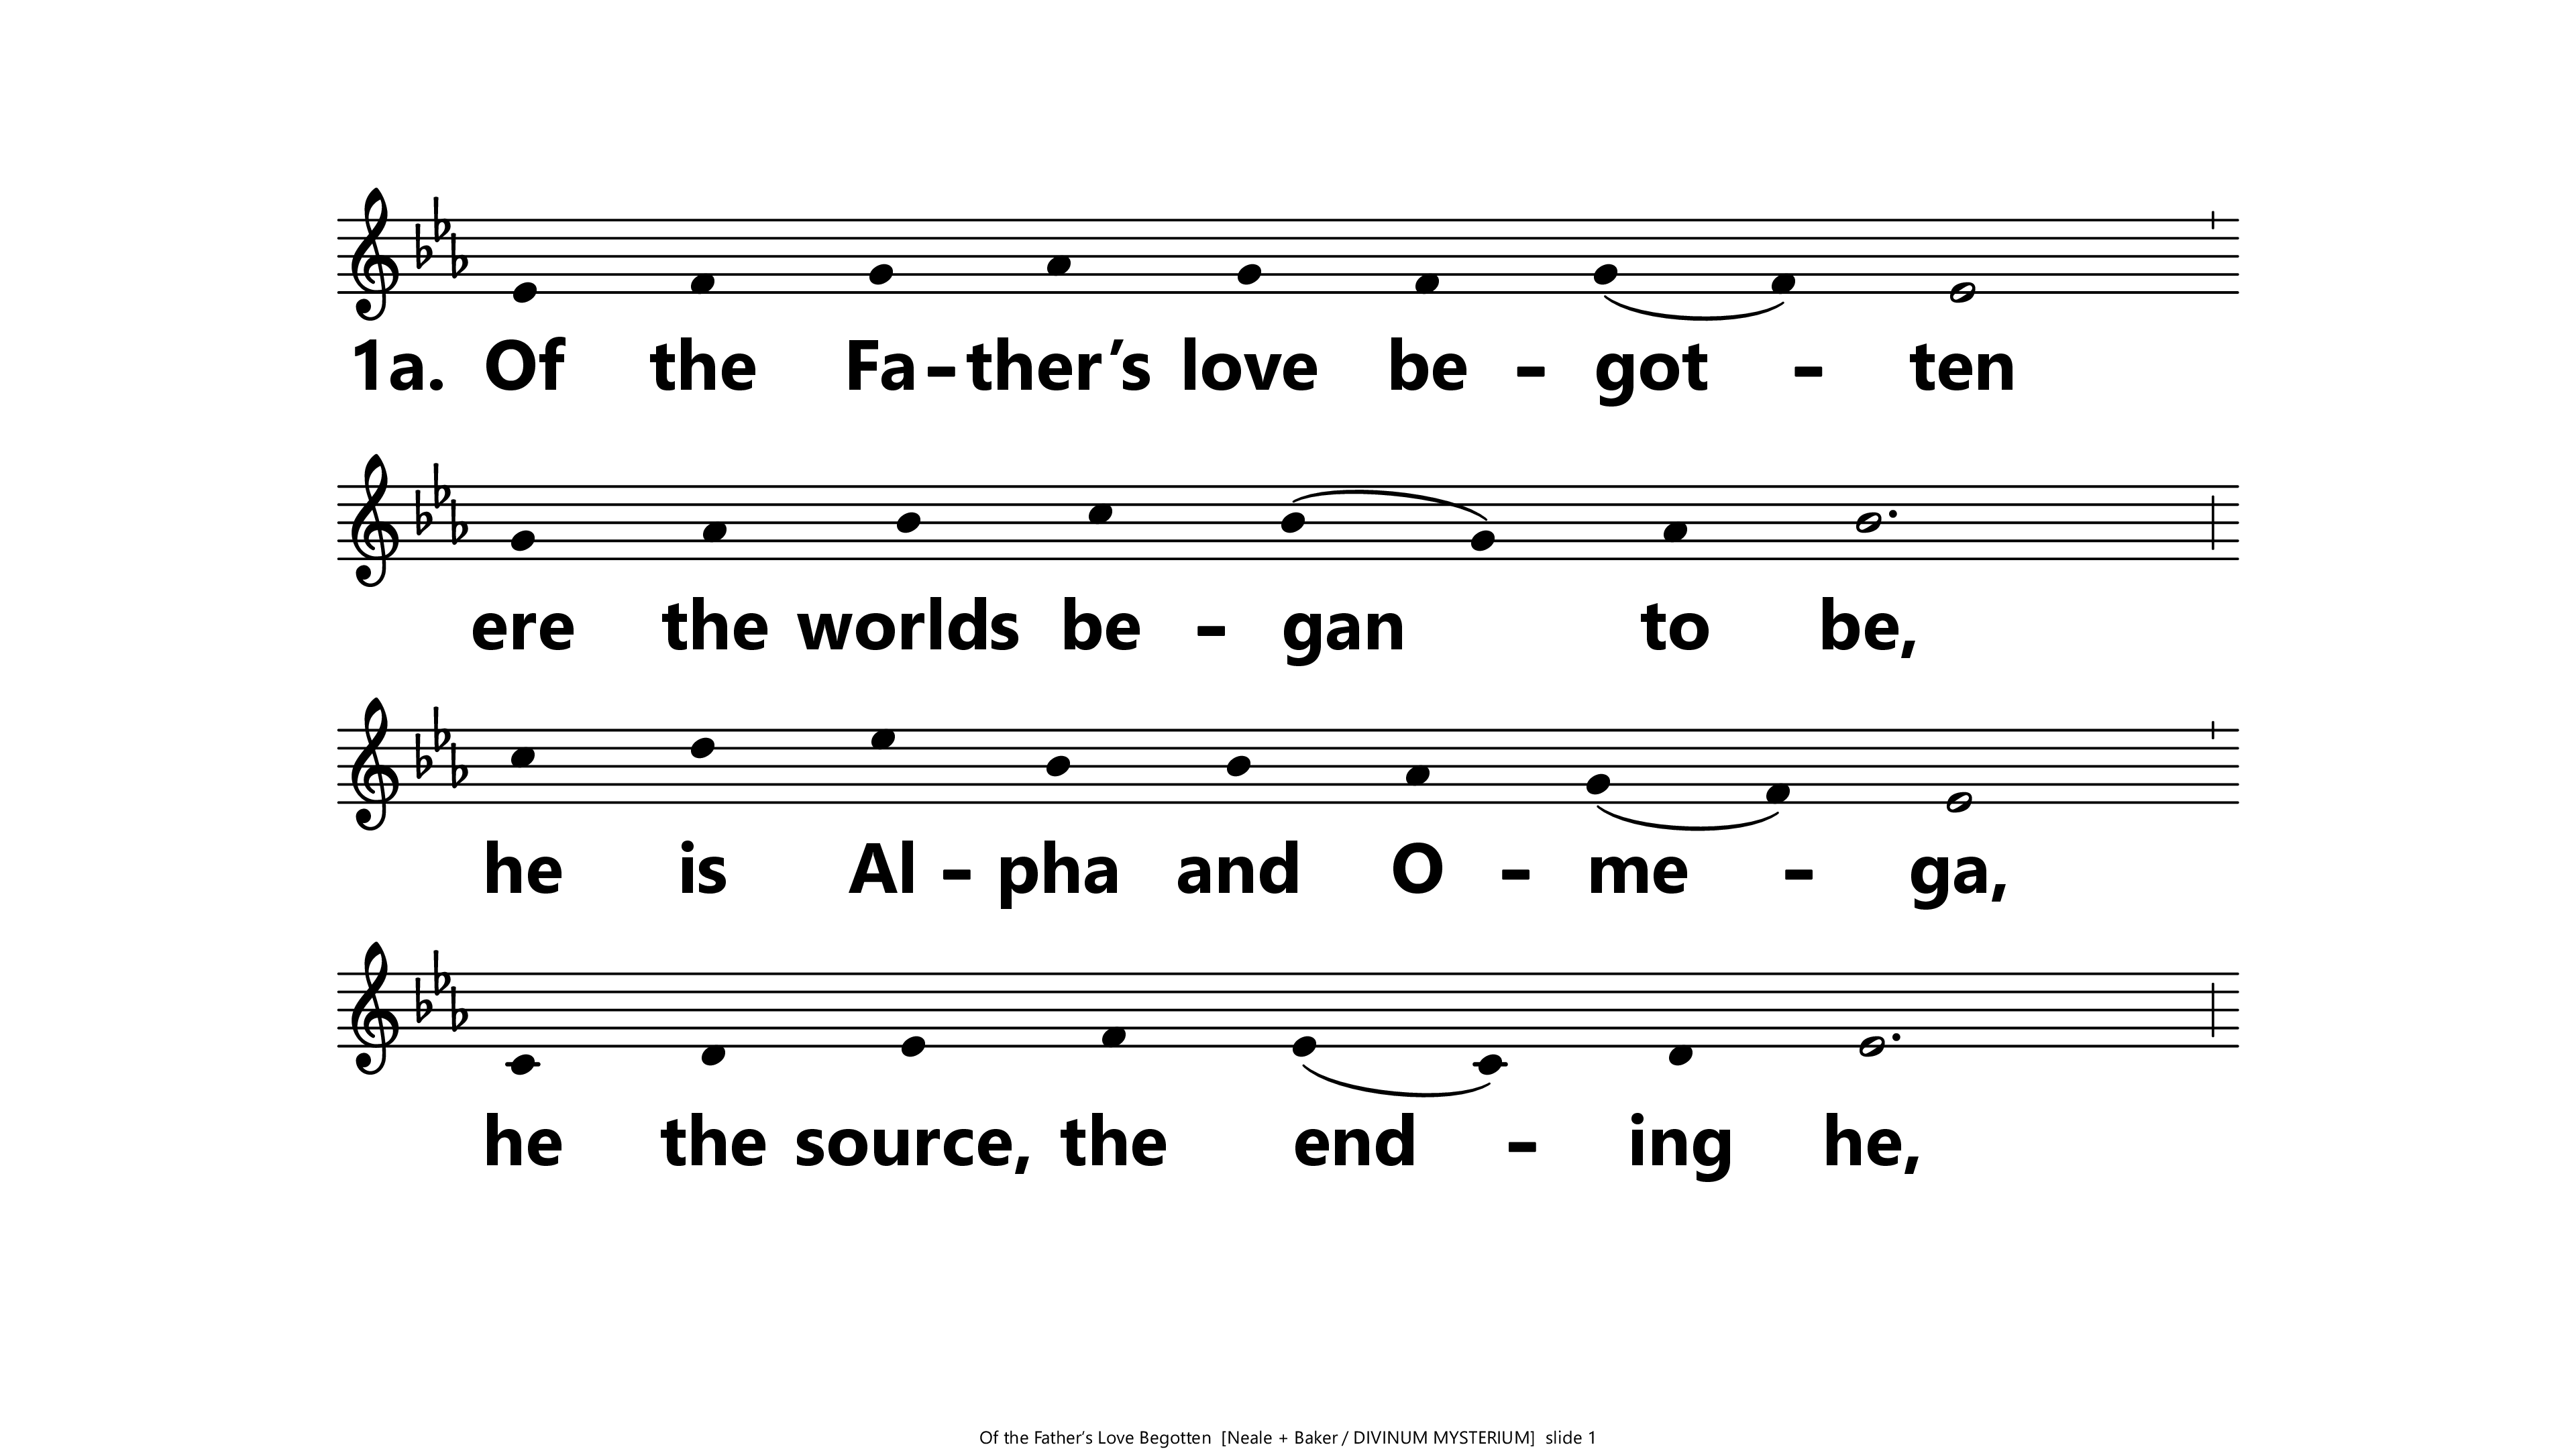 1a. Of the Fa-ther’s love be - got - ten
ere the worlds be - gan to be,
he is Al - pha and O - me - ga,
he the source, the end - ing he,
Of the Father’s Love Begotten [Neale + Baker / DIVINUM MYSTERIUM] slide 1